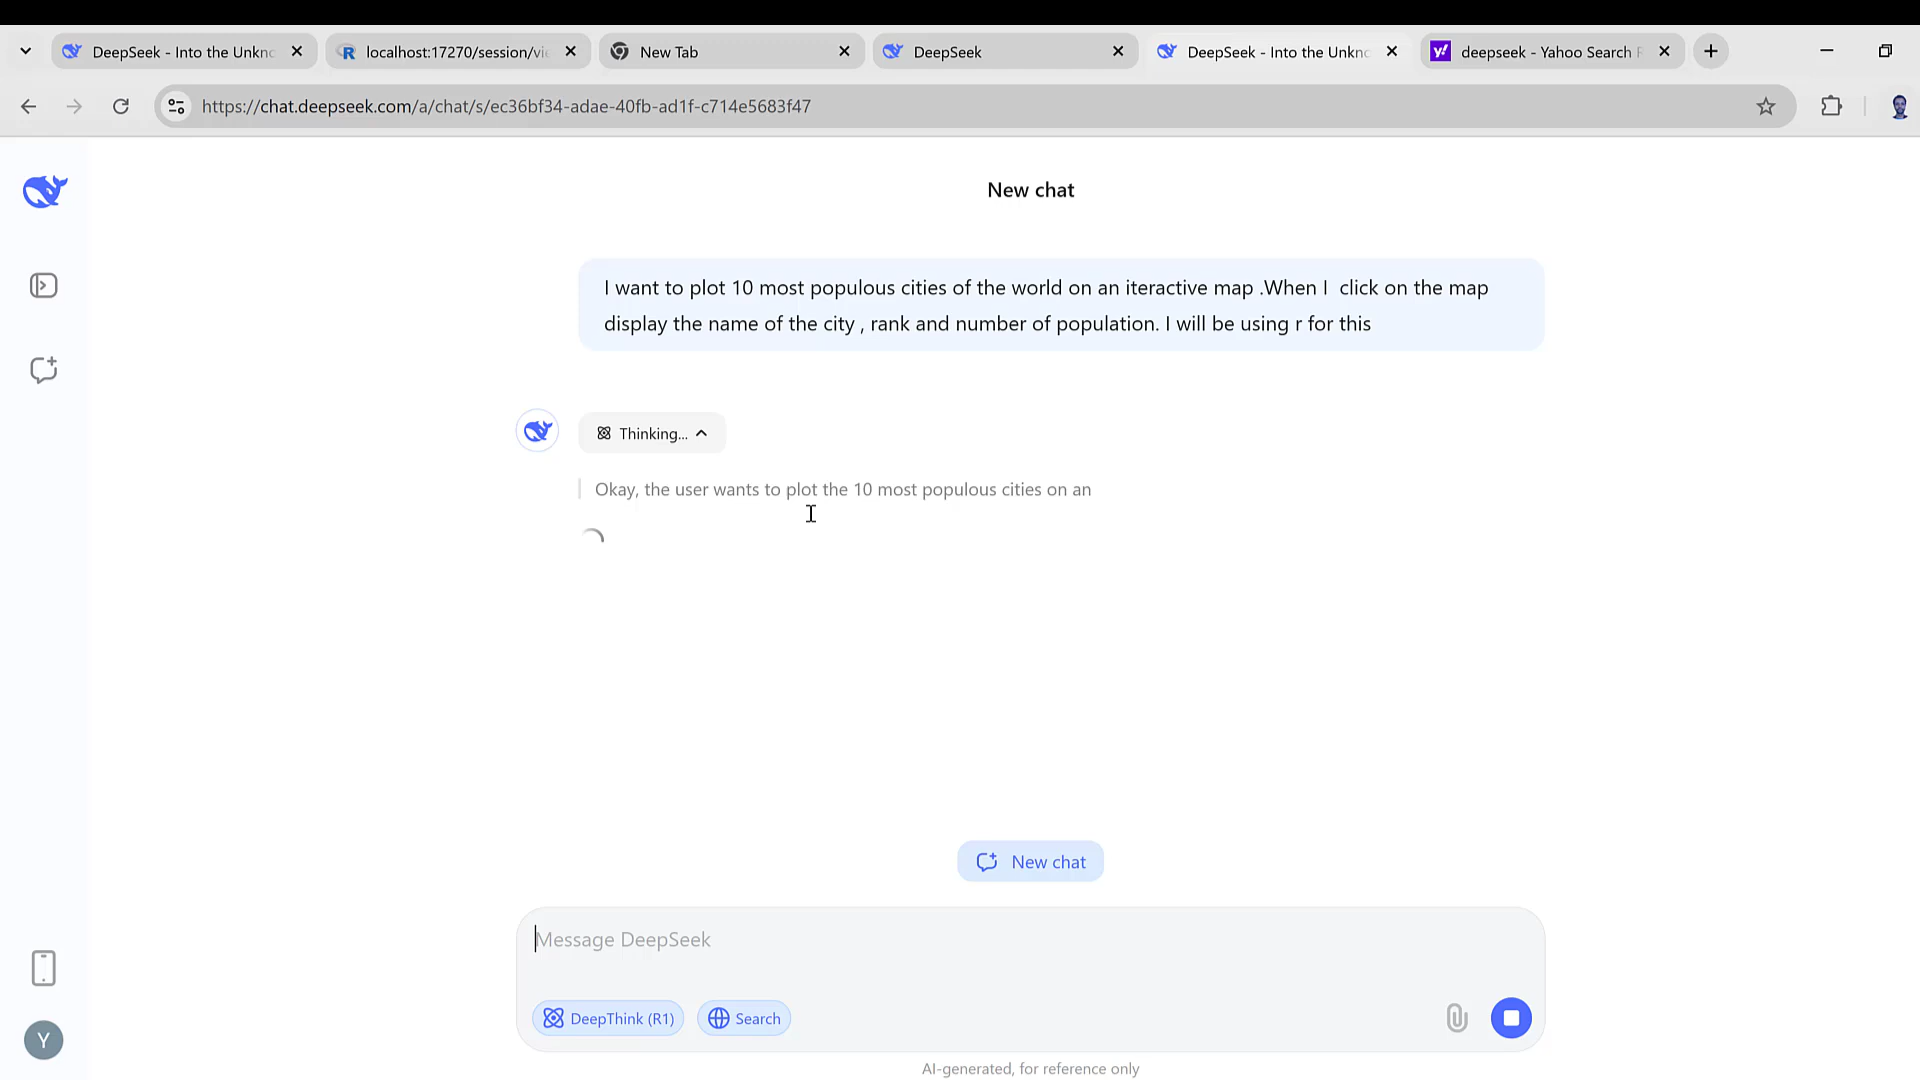 DeepSeek - Into the Unkno
localhost:17270/session/vie
New Tab
DeepSeek
DeepSeek - Into the Unkno
deepseek - Yahoo Search R
https://chat.deepseek.com/a/chat/s/ec36bf34-adae-40fb-ad1f-c714e5683f47
New chat
I want to plot 10 most populous cities of the world on an iteractive map .When I  click on the map
display the name of the city , rank and number of population. I will be using r for this
Thinking...
Okay, the user wants to plot the 10 most populous cities on an
New chat
Message DeepSeek
DeepThink (R1)
Search
Y
AI-generated, for reference only